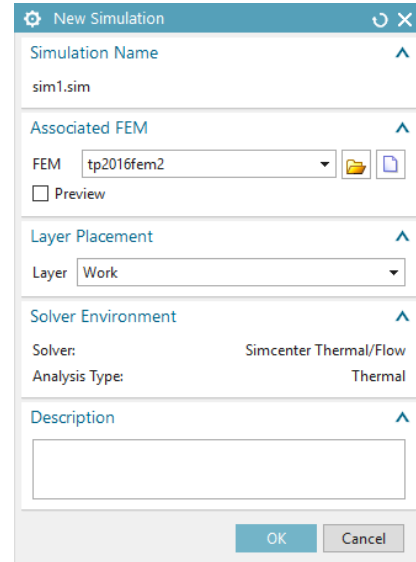 New Simulation
Simulation Name
sim1.sim
Associated FEM
FEM tp2016fem2
Preview
Layer Placement
Layer Work
Solver Environment
Solver: Simcenter Thermal/Flow
Analysis Type: Thermal
Description
OK Cancel